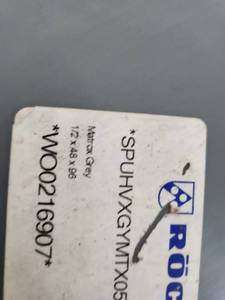 RÖC
*SPUHVXGYMTX05
Matrox Grey
1/2 x 48 x 96
*WO0216907*